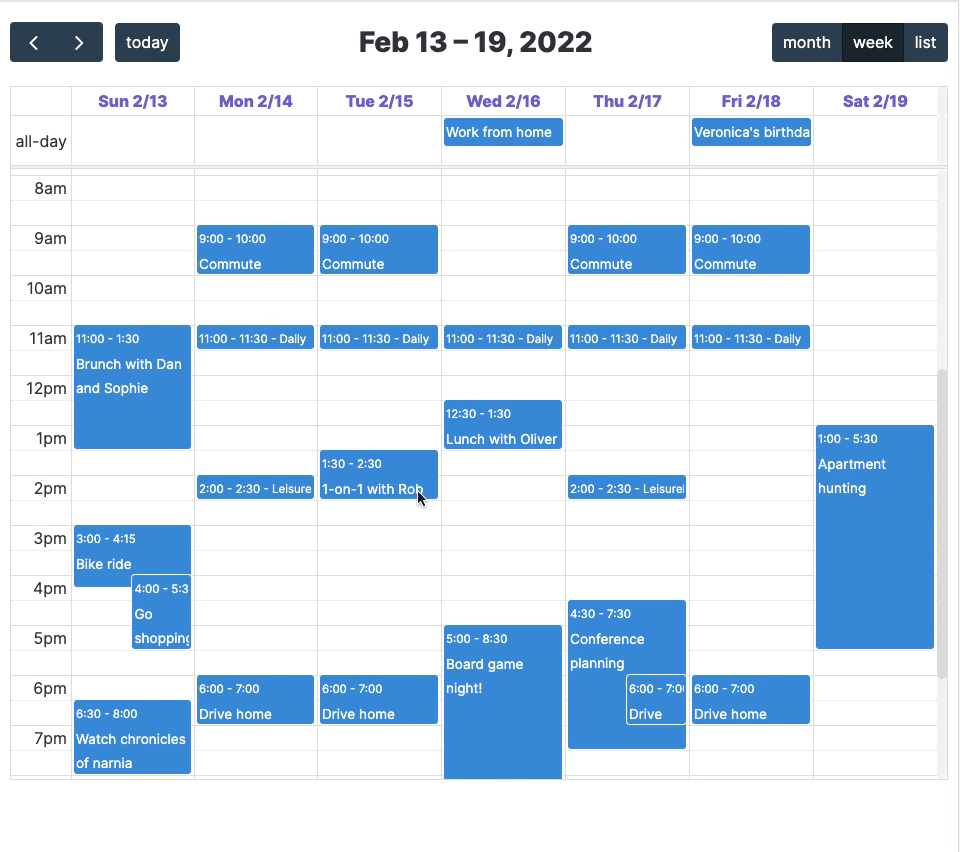 today
Feb 13 – 19, 2022
month week list
Sun 2/13 Mon 2/14 Tue 2/15 Wed 2/16 Thu 2/17 Fri 2/18 Sat 2/19
all-day
Work from home
Veronica's birthda
8am
9am
10am
11am
12pm
1pm
2pm
3pm
4pm
5pm
6pm
7pm
11:00 - 1:30
Brunch with Dan
and Sophie
3:00 - 4:15
Bike ride
4:00 - 5:3
Go
shopping
6:30 - 8:00
Watch chronicles
of narnia
9:00 - 10:00
Commute
11:00 - 11:30 - Daily
2:00 - 2:30 - Leisure
6:00 - 7:00
Drive home
9:00 - 10:00
Commute
11:00 - 11:30 - Daily
1:30 - 2:30
1-on-1 with Rob
6:00 - 7:00
Drive home
11:00 - 11:30 - Daily
12:30 - 1:30
Lunch with Oliver
5:00 - 8:30
Board game
night!
9:00 - 10:00
Commute
11:00 - 11:30 - Daily
2:00 - 2:30 - Leisure
4:30 - 7:30
Conference
planning
6:00 - 7:00
Drive
9:00 - 10:00
Commute
11:00 - 11:30 - Daily
6:00 - 7:00
Drive home
1:00 - 5:30
Apartment
hunting